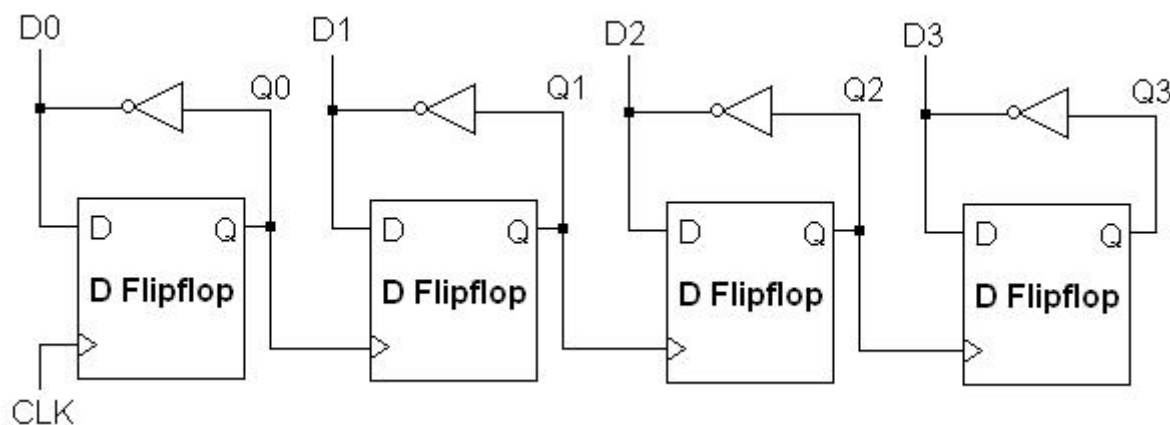 D0 D1 D2 D3
Q0 Q1 Q2 Q3
D Q D Q D Q D Q
D Flipflop D Flipflop D Flipflop D Flipflop
CLK